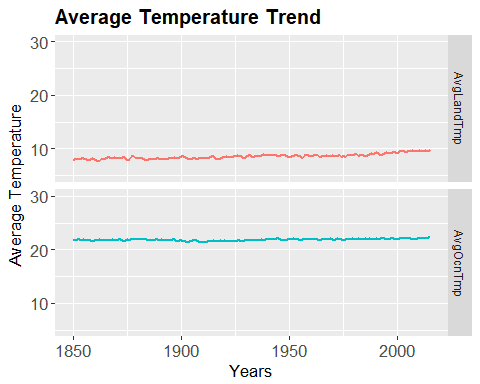 Average Temperature Trend
Average Temperature
30
20
10
AvgLandTmp
30
20
10
AvgOcnTmp
1850 1900 1950 2000
Years